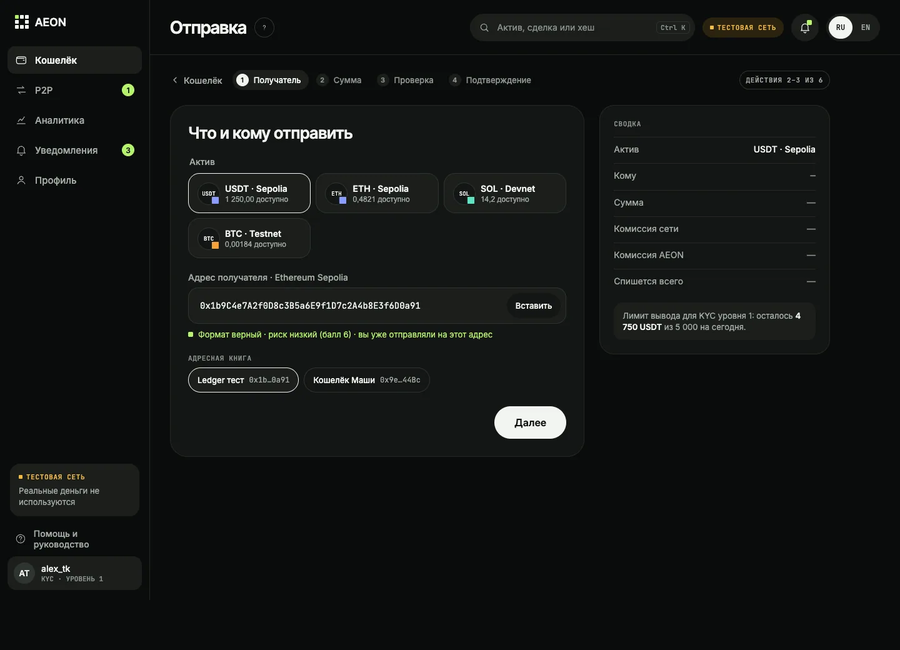 AEON
Кошелёк
P2P 1
Аналитика
Уведомления 3
Профиль
ТЕСТОВАЯ СЕТЬ
Реальные деньги не
используются
Помощь и
руководство
AT
alex_tk
KYC · УРОВЕНЬ 1
Отправка ?
Актив, сделка или хеш Ctrl K
ТЕСТОВАЯ СЕТЬ
RU EN
Кошелёк 1 Получатель 2 Сумма 3 Проверка 4 Подтверждение
ДЕЙСТВИЯ 2–3 ИЗ 6
Что и кому отправить
Актив
USDT USDT · Sepolia
1 250,00 доступно
ETH ETH · Sepolia
0,4821 доступно
SOL SOL · Devnet
14,2 доступно
BTC BTC · Testnet
0,00184 доступно
Адрес получателя · Ethereum Sepolia
0x1b9C4e7A2f0D8c3B5a6E9f1D7c2A4b8E3f6D0a91 Вставить
Формат верный · риск низкий (балл 6) · вы уже отправляли на этот адрес
АДРЕСНАЯ КНИГА
Ledger тест 0x1b…0a91
Кошелёк Маши 0x9e…44Bc
Далее
СВОДКА
Актив USDT · Sepolia
Кому —
Сумма —
Комиссия сети —
Комиссия AEON —
Спишется всего —
Лимит вывода для KYC уровня 1: осталось 4
750 USDT из 5 000 на сегодня.